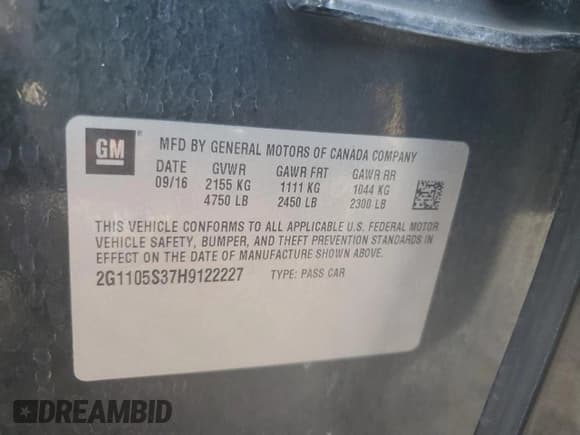 GM ®
MFD BY GENERAL MOTORS OF CANADA COMPANY
DATE GVWR GAWR FRT GAWR RR
09/16 2155 KG 1111 KG 1044 KG
4750 LB 2450 LB 2300 LB
THIS VEHICLE CONFORMS TO ALL APPLICABLE U.S. FEDERAL MOTOR
VEHICLE SAFETY, BUMPER, AND THEFT PREVENTION STANDARDS IN
EFFECT ON THE DATE OF MANUFACTURE SHOWN ABOVE.
2G1105S37H9122227 TYPE: PASS CAR
DREAMBID